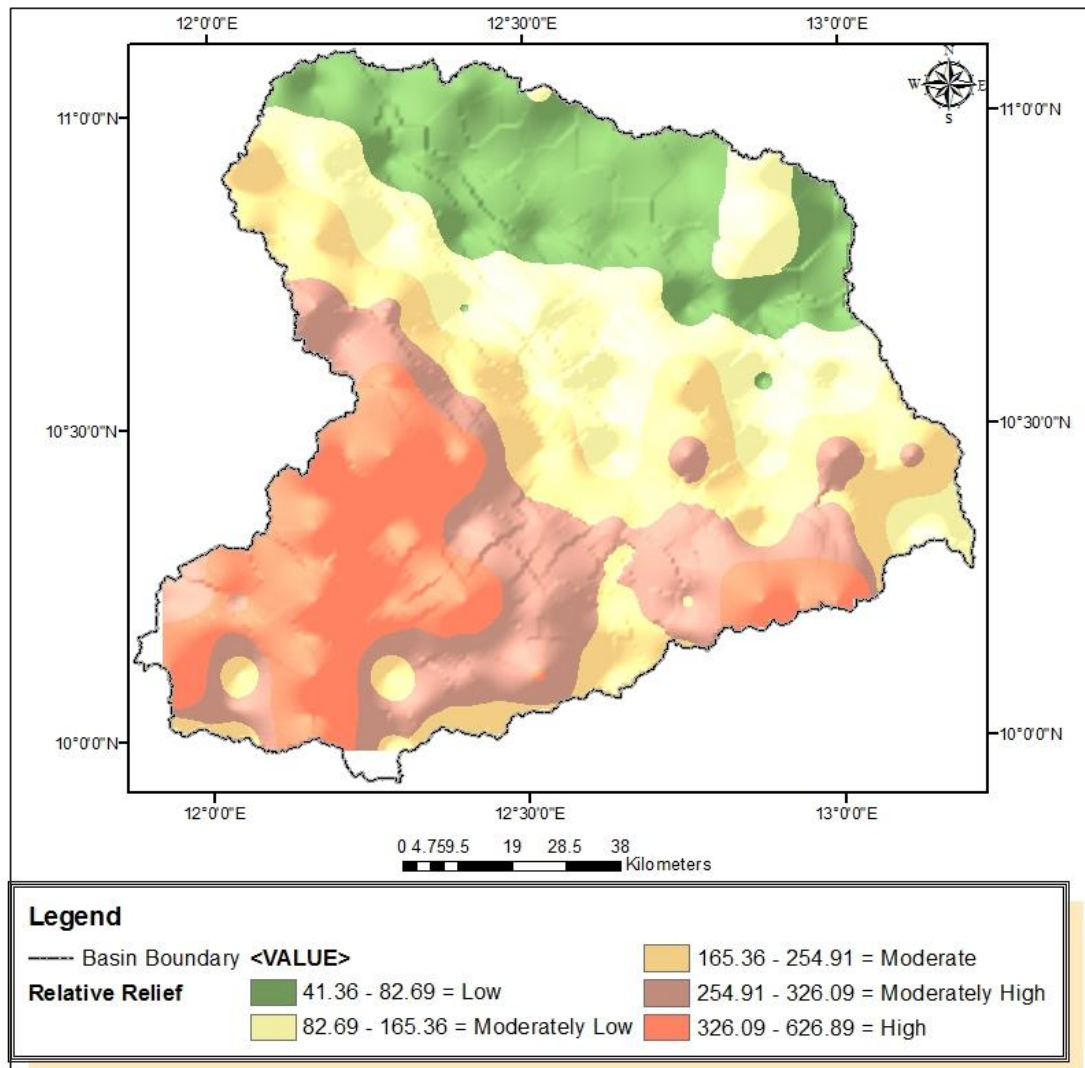 12°0'0"E 12°30'0"E 13°0'0"E
N
W E
S
11°0'0"N 11°0'0"N
10°30'0"N 10°30'0"N
10°0'0"N 10°0'0"N
12°0'0"E 12°30'0"E 13°0'0"E
0 4.759.5 19 28.5 38
Kilometers
Legend
Basin Boundary <VALUE>
Relative Relief
41.36 - 82.69 = Low
82.69 - 165.36 = Moderately Low
165.36 - 254.91 = Moderate
254.91 - 326.09 = Moderately High
326.09 - 626.89 = High